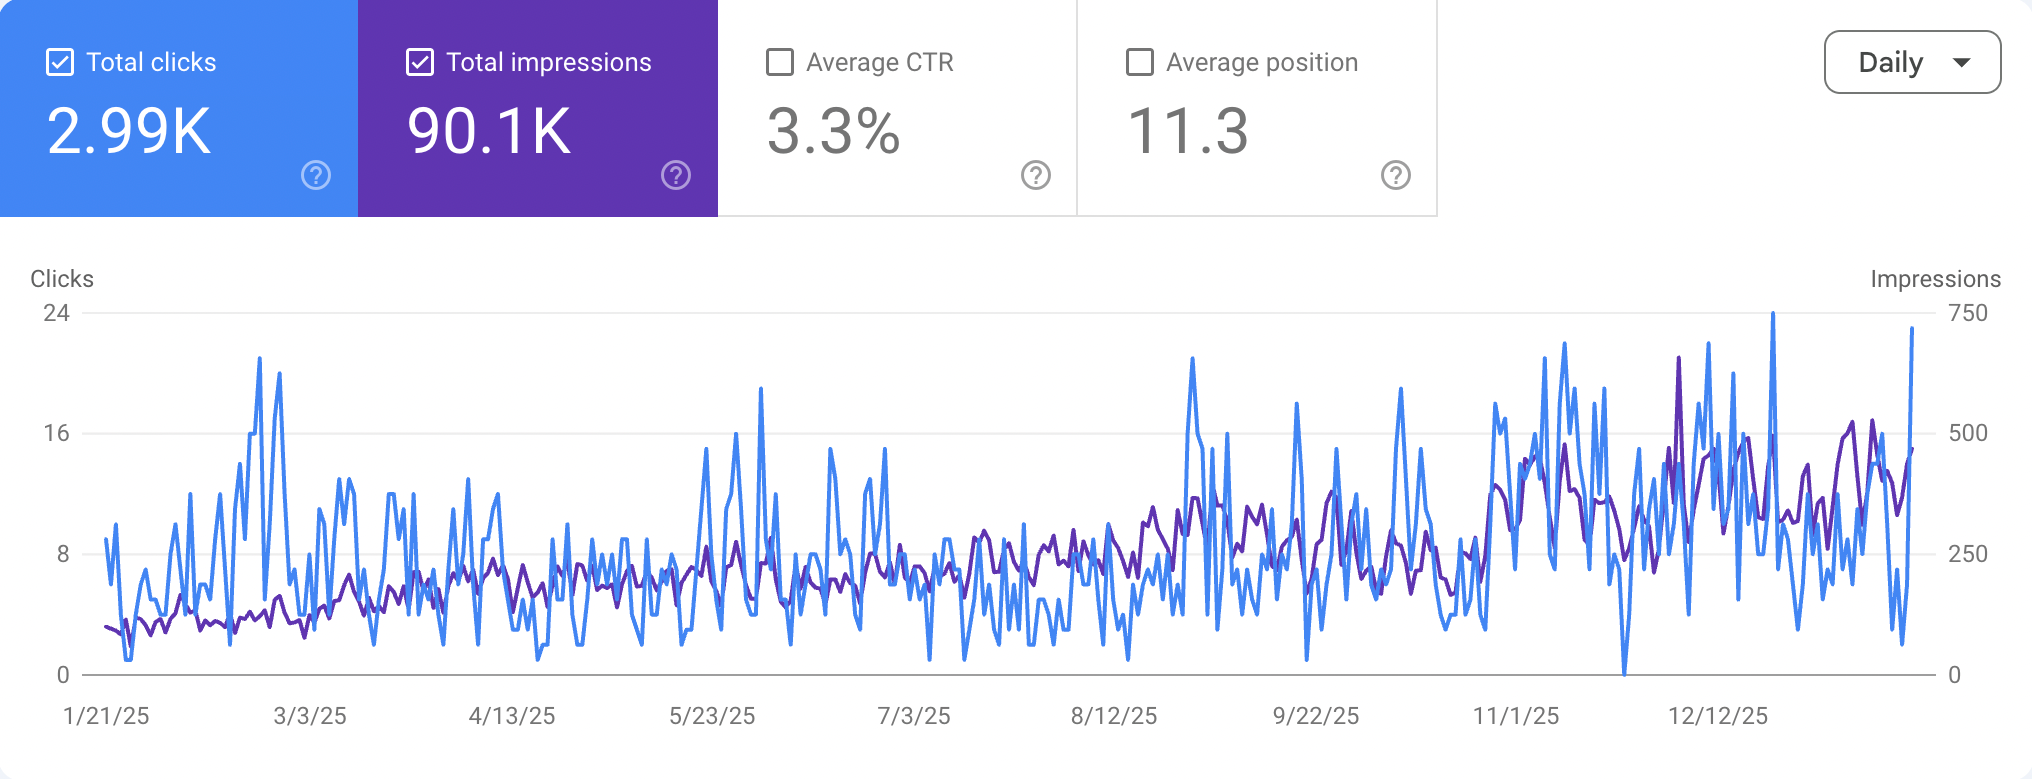 Total clicks
2.99K
Total impressions
90.1K
Average CTR
3.3%
Average position
11.3
Daily
Clicks
Impressions
24
750
16
500
8
250
0
0
1/21/25
3/3/25
4/13/25
5/23/25
7/3/25
8/12/25
9/22/25
11/1/25
12/12/25